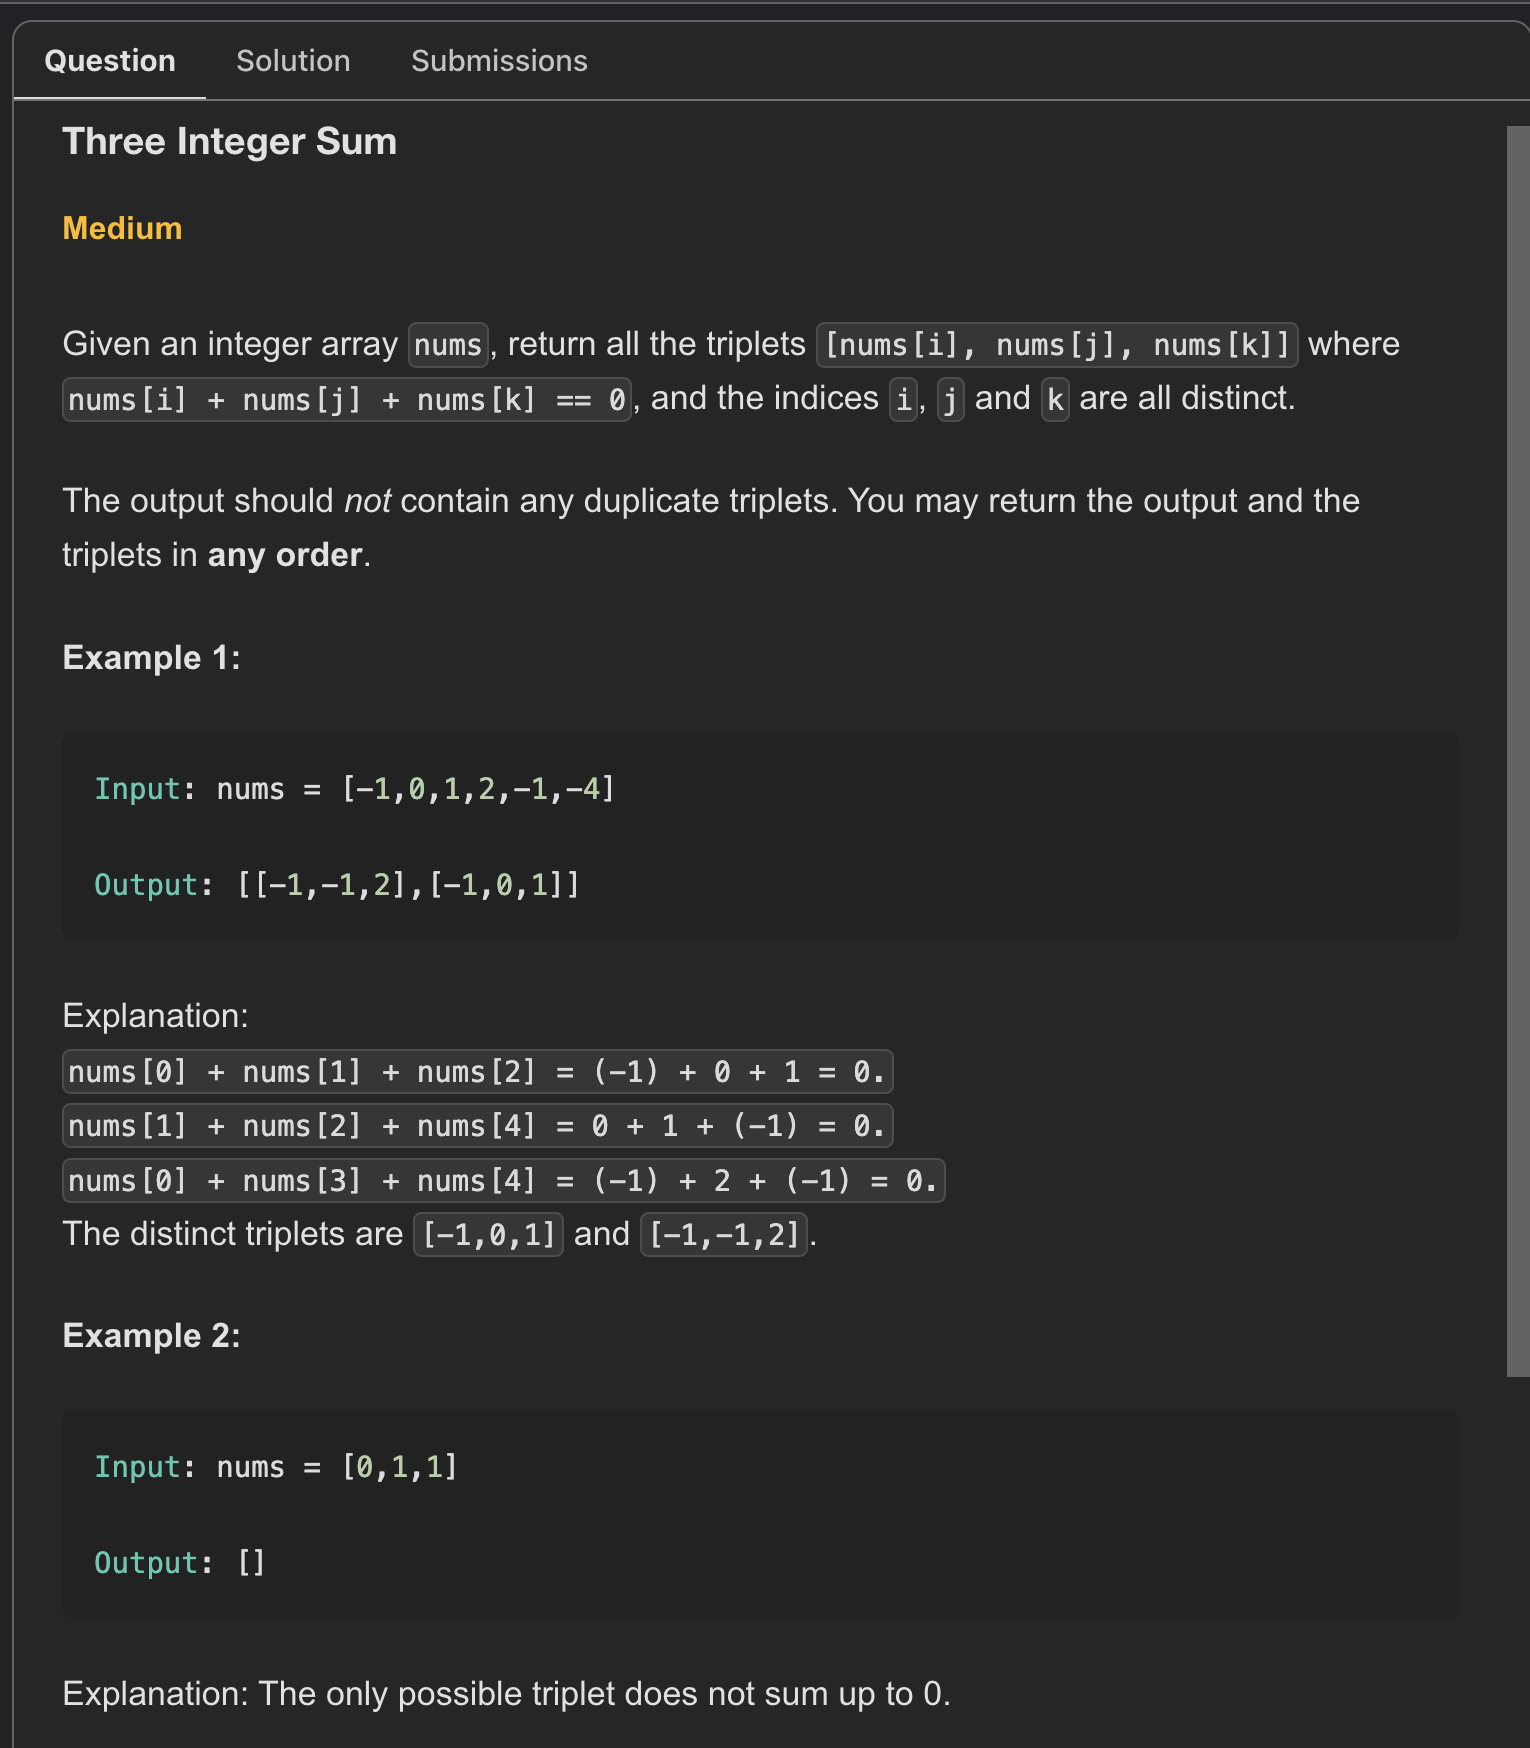 Question Solution Submissions
Three Integer Sum
Medium
Given an integer array nums, return all the triplets [nums[i], nums[j], nums[k]] where
nums[i] + nums[j] + nums[k] == 0, and the indices i, j and k are all distinct.
The output should not contain any duplicate triplets. You may return the output and the
triplets in any order.
Example 1:
Input: nums = [-1,0,1,2,-1,-4]
Output: [[-1,-1,2],[-1,0,1]]
Explanation:
nums[0] + nums[1] + nums[2] = (-1) + 0 + 1 = 0.
nums[1] + nums[2] + nums[4] = 0 + 1 + (-1) = 0.
nums[0] + nums[3] + nums[4] = (-1) + 2 + (-1) = 0.
The distinct triplets are [-1,0,1] and [-1,-1,2].
Example 2:
Input: nums = [0,1,1]
Output: []
Explanation: The only possible triplet does not sum up to 0.